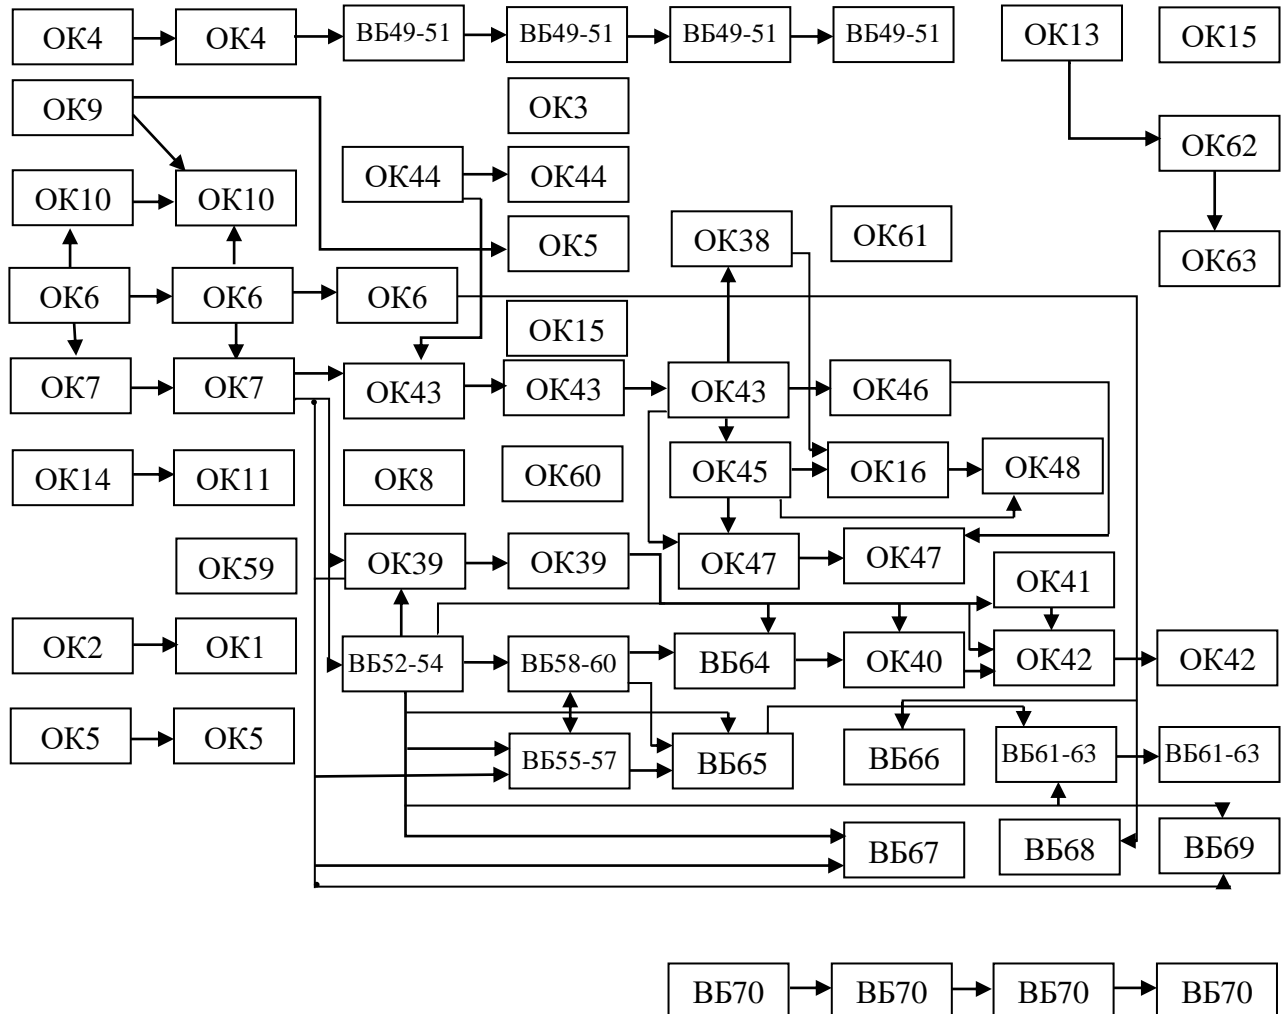 ОК4 ОК4 ВБ49-51 ВБ49-51 ВБ49-51 ВБ49-51 ОК13 ОК15
ОК9 ОК3
ОК62
ОК44 ОК44
ОК10 ОК10
ОК5 ОК38 ОК61
ОК63
ОК6 ОК6 ОК6
ОК15
ОК7 ОК7 ОК43 ОК43 ОК43 ОК46
ОК14 ОК11 ОК8 ОК60 ОК45 ОК16 ОК48
ОК59 ОК39 ОК39 ОК47 ОК47
ОК41
ОК2 ОК1 ВБ52-54 ВБ58-60 ВБ64 ОК40 ОК42 ОК42
ОК5 ОК5 ВБ55-57 ВБ65 ВБ66 ВБ61-63 ВБ61-63
ВБ67 ВБ68 ВБ69
ВБ70 ВБ70 ВБ70 ВБ70